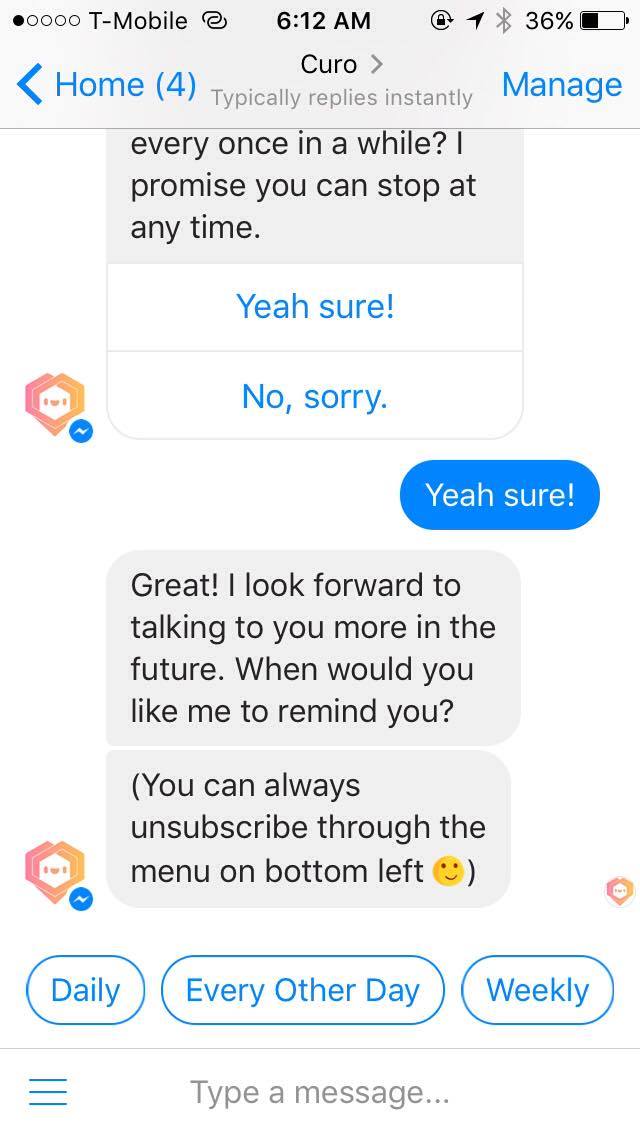 T-Mobile 6:12 AM 36%
Home (4) Curo Manage
Typically replies instantly
every once in a while? I
promise you can stop at
any time.
Yeah sure!
No, sorry.
Yeah sure!
Great! I look forward to
talking to you more in the
future. When would you
like me to remind you?
(You can always
unsubscribe through the
menu on bottom left 🙂)
Daily Every Other Day Weekly
Type a message...